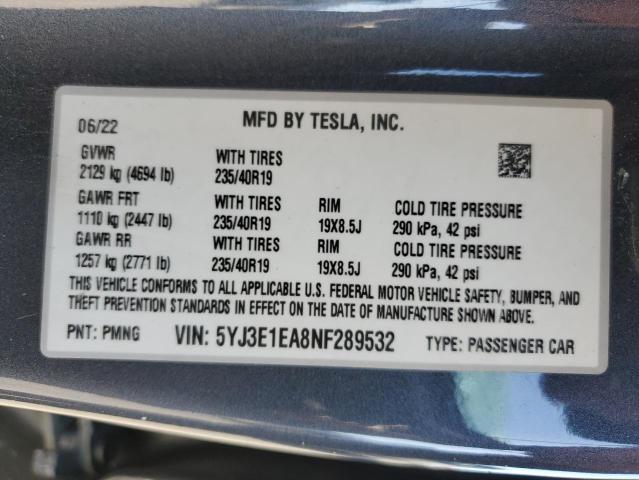 06/22 MFD BY TESLA, INC.
GVWR WITH TIRES
2129 kg (4694 lb) 235/40R19
GAWR FRT WITH TIRES RIM COLD TIRE PRESSURE
1110 kg (2447 lb) 235/40R19 19X8.5J 290 kPa, 42 psi
GAWR RR WITH TIRES RIM COLD TIRE PRESSURE
1257 kg (2771 lb) 235/40R19 19X8.5J 290 kPa, 42 psi
THIS VEHICLE CONFORMS TO ALL APPLICABLE U.S. FEDERAL MOTOR VEHICLE SAFETY, BUMPER, AND
THEFT PREVENTION STANDARDS IN EFFECT ON THE DATE OF MANUFACTURE SHOWN ABOVE.
PNT: PMNG VIN: 5YJ3E1EA8NF289532 TYPE: PASSENGER CAR